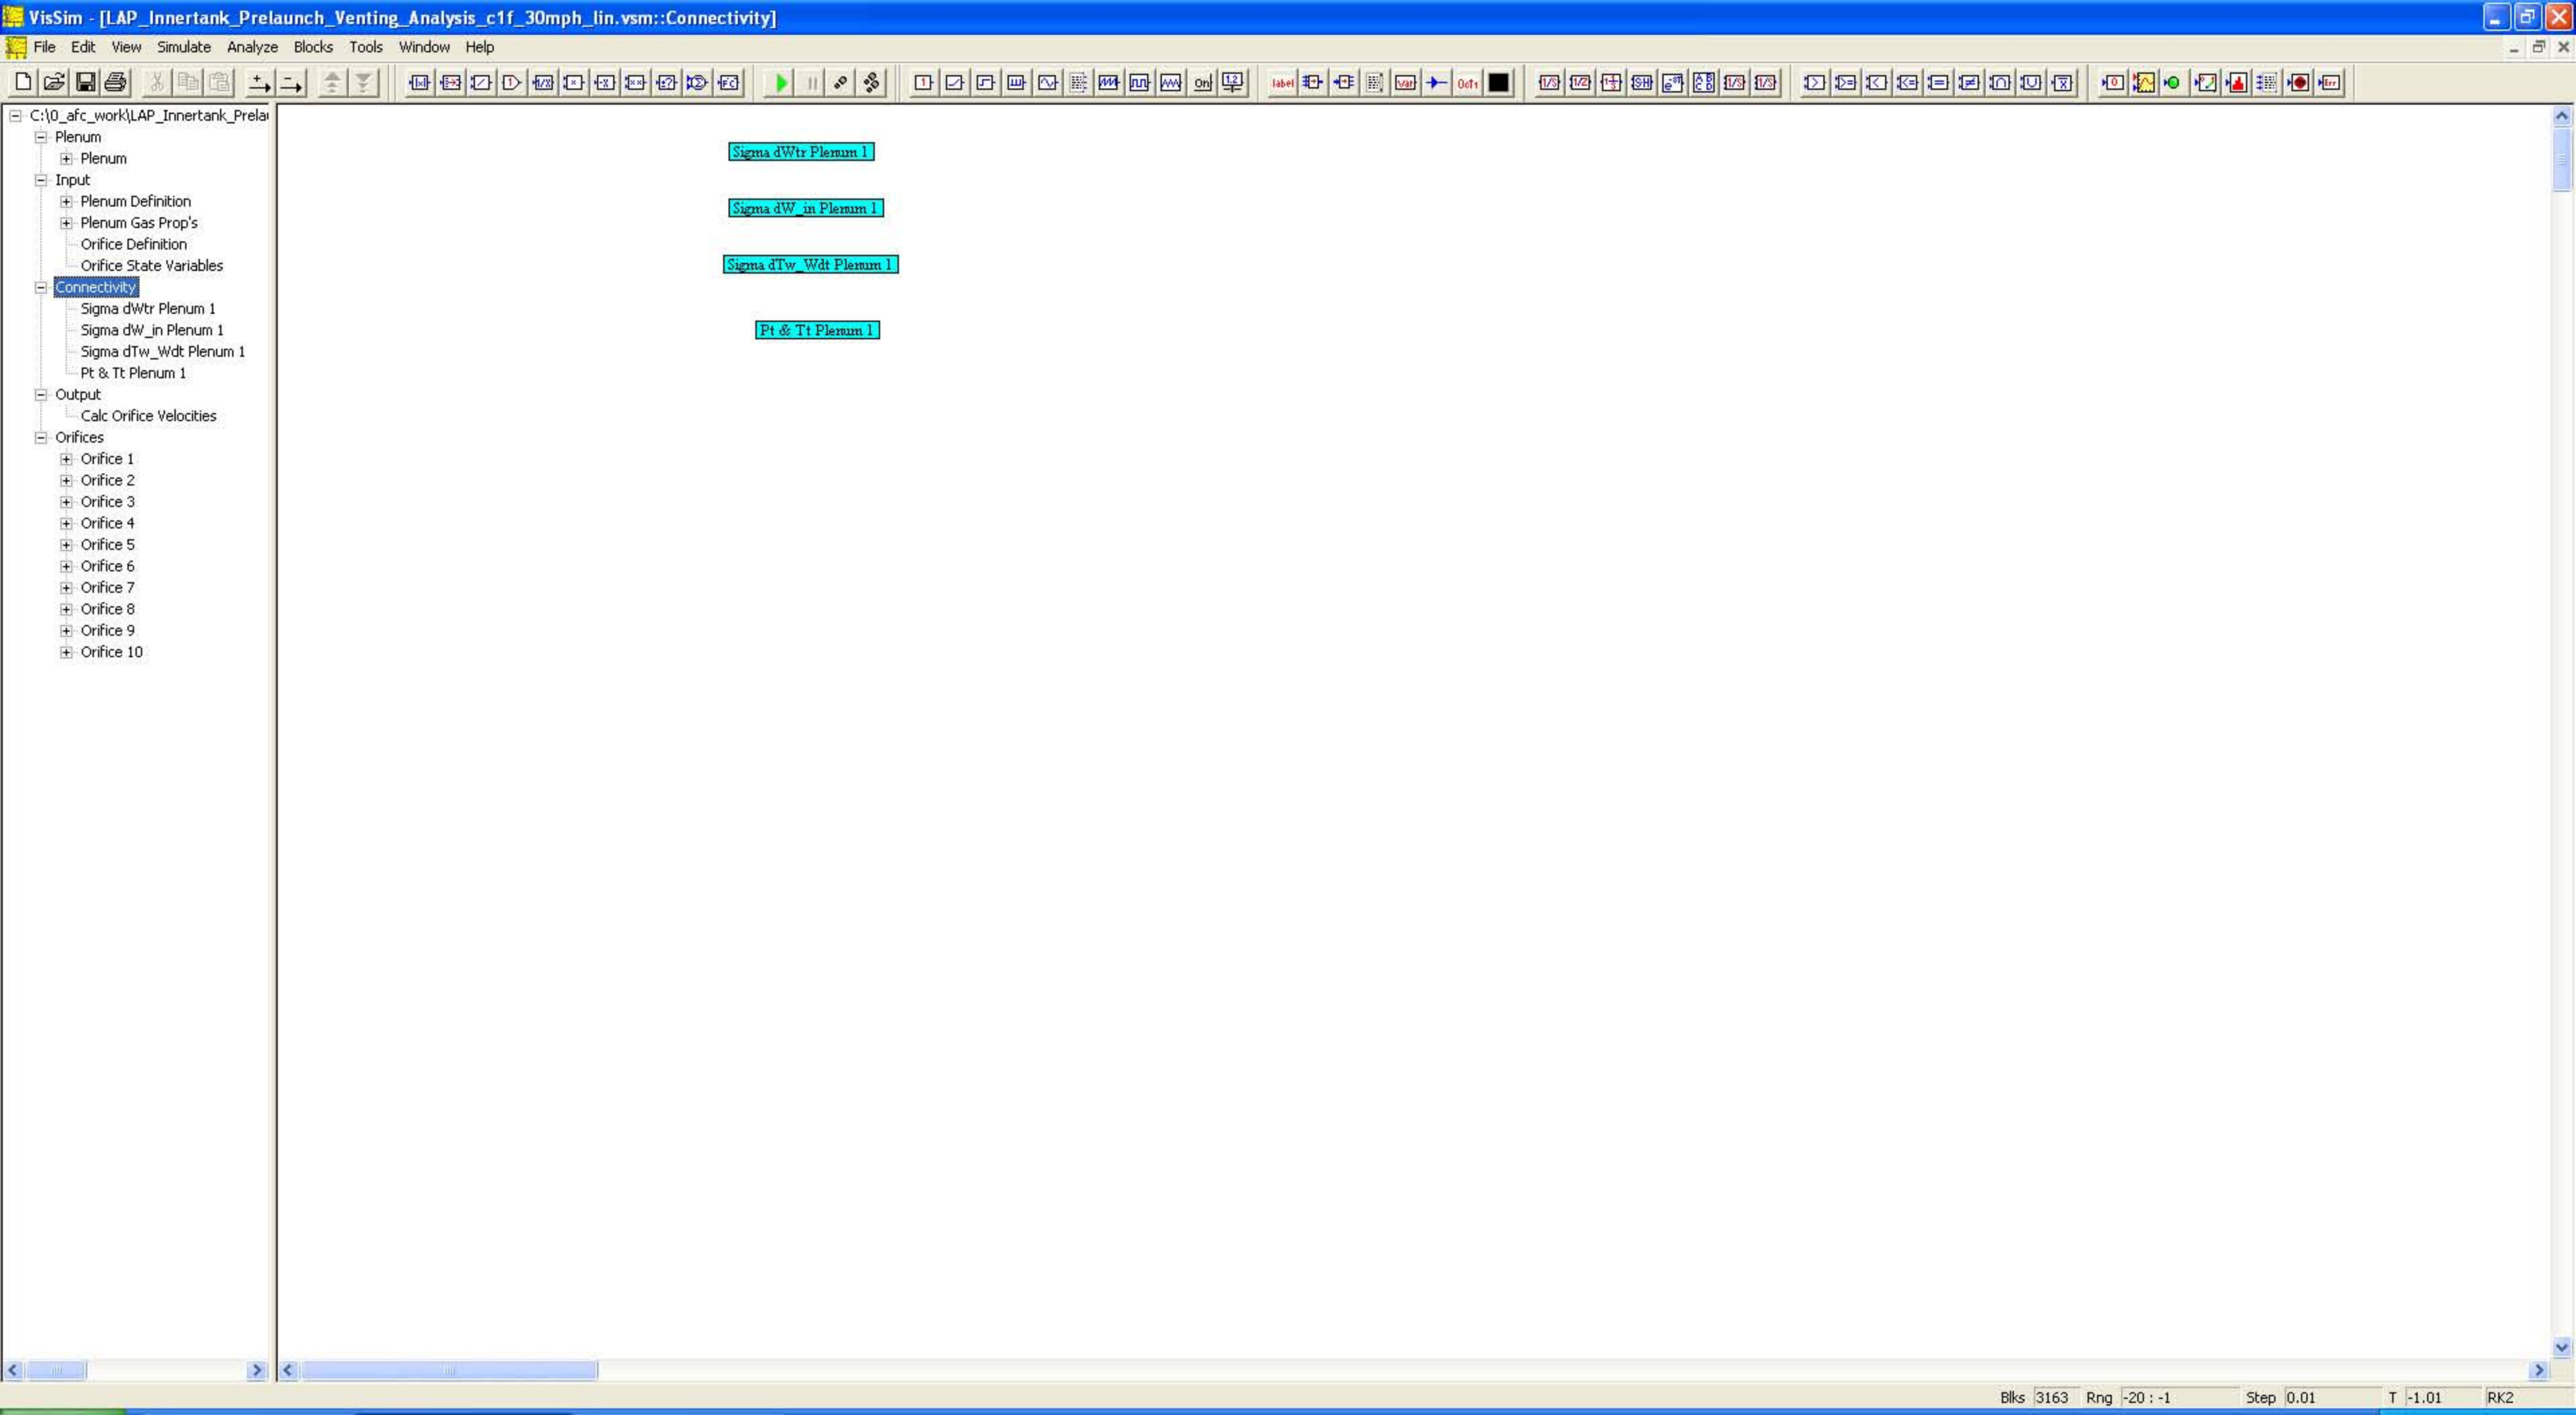 VisSim - [LAP_Innertank_Prelaunch_Venting_Analysis_c1f_30mph_lin.vsm::Connectivity]
File Edit View Simulate Analyze Blocks Tools Window Help
C:\0_afc_work\LAP_Innertank_Prela
Plenum
Plenum
Input
Plenum Definition
Plenum Gas Prop's
Orifice Definition
Orifice State Variables
Connectivity
Sigma dWtr Plenum 1
Sigma dW_in Plenum 1
Sigma dTw_Wdt Plenum 1
Pt & Tt Plenum 1
Output
Calc Orifice Velocities
Orifices
Orifice 1
Orifice 2
Orifice 3
Orifice 4
Orifice 5
Orifice 6
Orifice 7
Orifice 8
Orifice 9
Orifice 10
Sigma dWtr Plenum 1
Sigma dW_in Plenum 1
Sigma dTw_Wdt Plenum 1
Pt & Tt Plenum 1
Blks 3163 Rng -20 : -1 Step 0.01 T -1.01 RK2